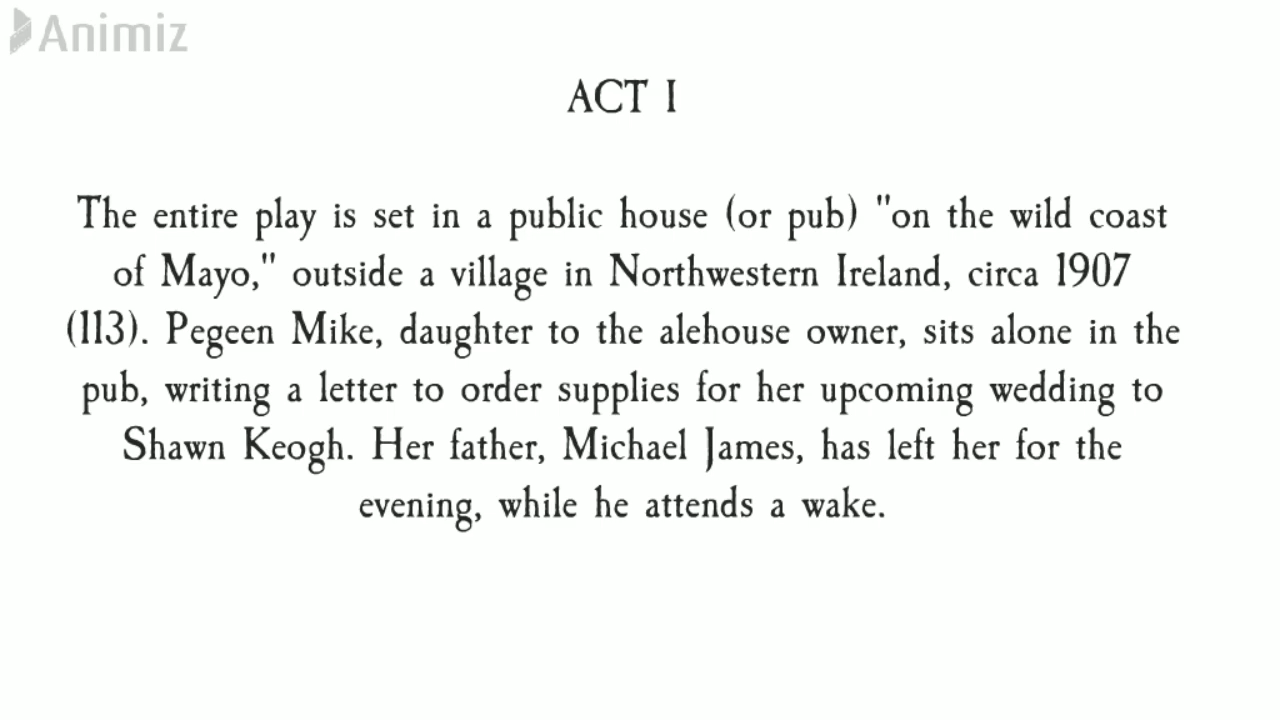 Animiz
ACT I
The entire play is set in a public house (or pub) "on the wild coast
of Mayo," outside a village in Northwestern Ireland, circa 1907
(113). Pegeen Mike, daughter to the alehouse owner, sits alone in the
pub, writing a letter to order supplies for her upcoming wedding to
Shawn Keogh. Her father, Michael James, has left her for the
evening, while he attends a wake.